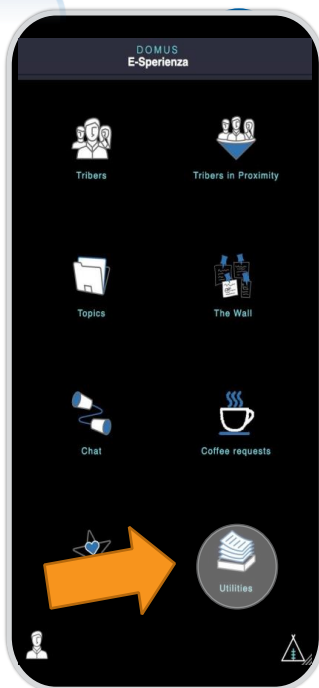 DOMUS
E-Sperienza
Tribers
Tribers in Proximity
Topics
The Wall
Chat
Coffee requests
Utilities